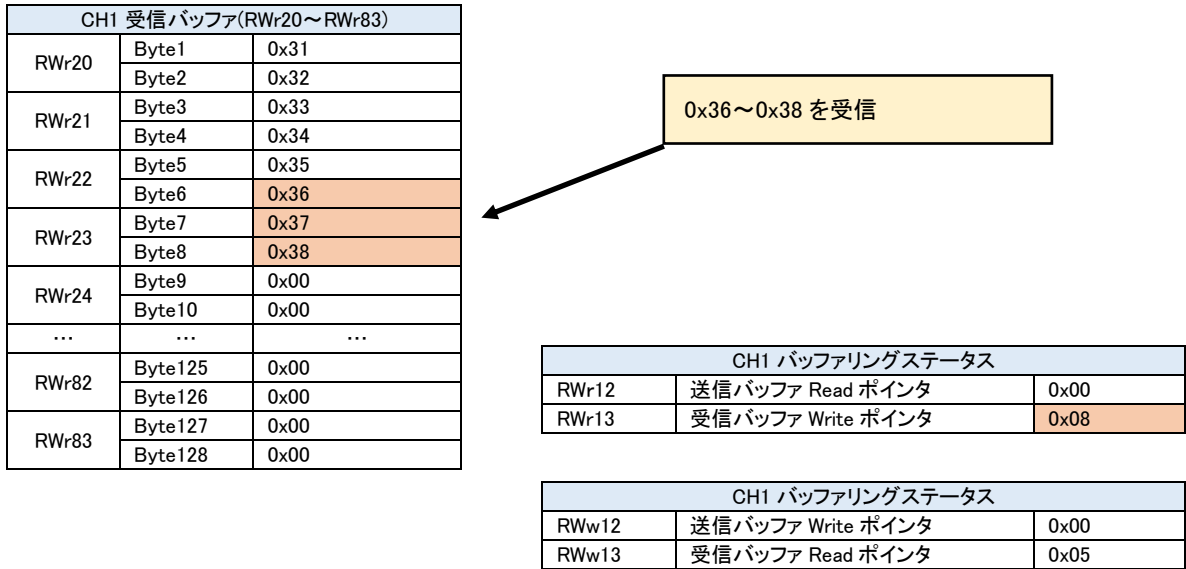 CH1 受信バッファ(RWr20～RWr83)
RWr20 Byte1 0x31
Byte2 0x32
RWr21 Byte3 0x33
Byte4 0x34
RWr22 Byte5 0x35
Byte6 0x36
RWr23 Byte7 0x37
Byte8 0x38
RWr24 Byte9 0x00
Byte10 0x00
… … …
RWr82 Byte125 0x00
Byte126 0x00
RWr83 Byte127 0x00
Byte128 0x00
0x36～0x38 を受信
CH1 バッファリングステータス
RWr12 送信バッファ Read ポインタ 0x00
RWr13 受信バッファ Write ポインタ 0x08
CH1 バッファリングステータス
RWw12 送信バッファ Write ポインタ 0x00
RWw13 受信バッファ Read ポインタ 0x05